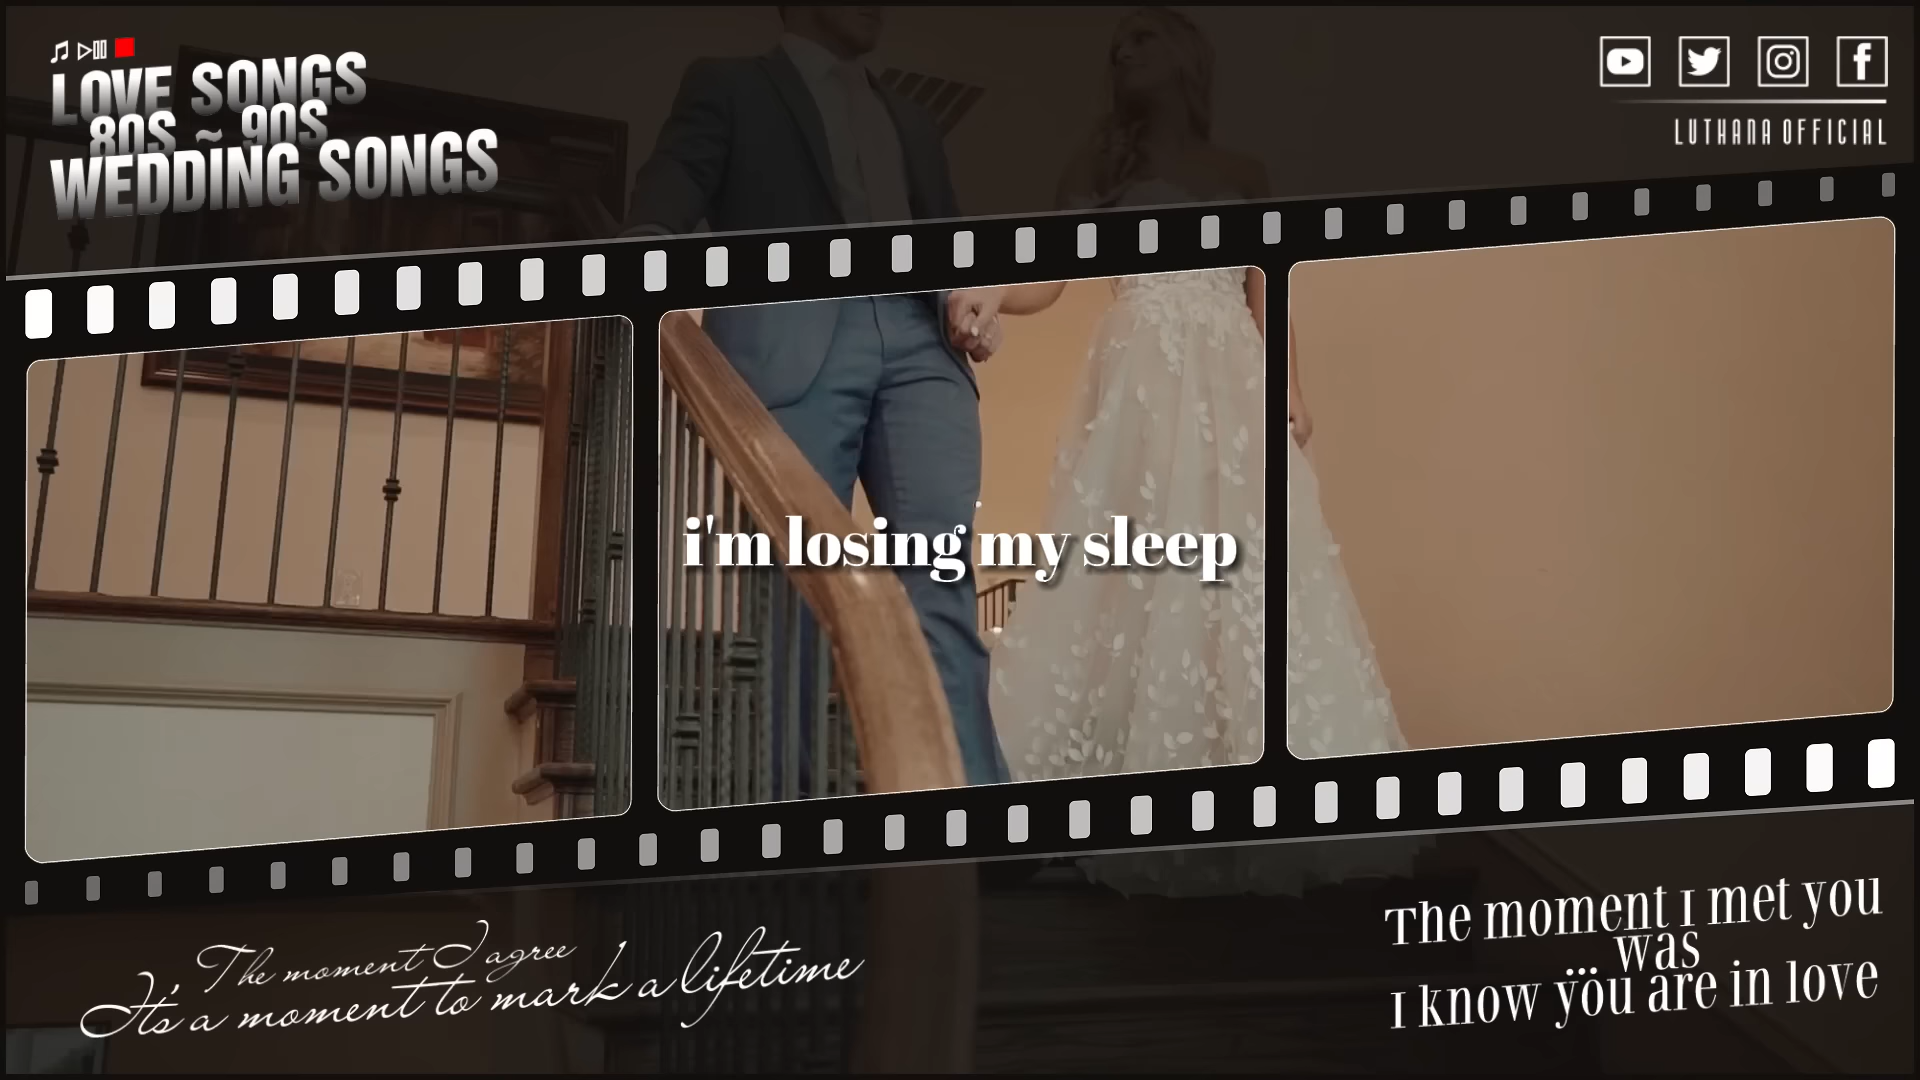 LOVE SONGS
80S ~ 90S
WEDDING SONGS
LUTHANA OFFICIAL
i'm losing my sleep
The moment I agree
It's a moment to mark a lifetime
The moment I met you
was
I know yöu are in love